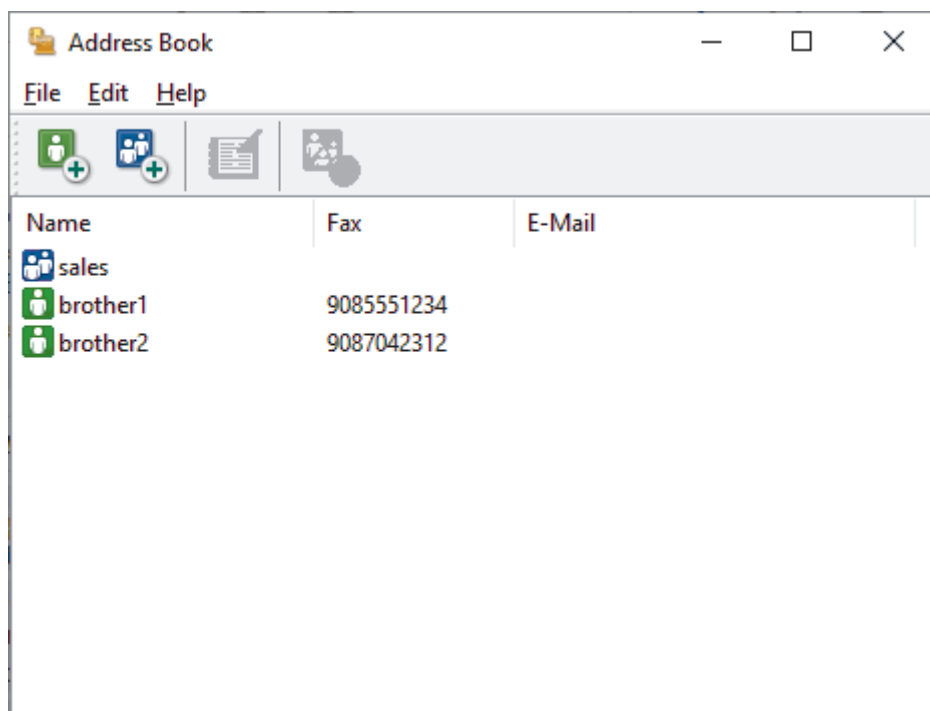 Address Book
File Edit Help
Name Fax E-Mail
sales
brother1 9085551234
brother2 9087042312